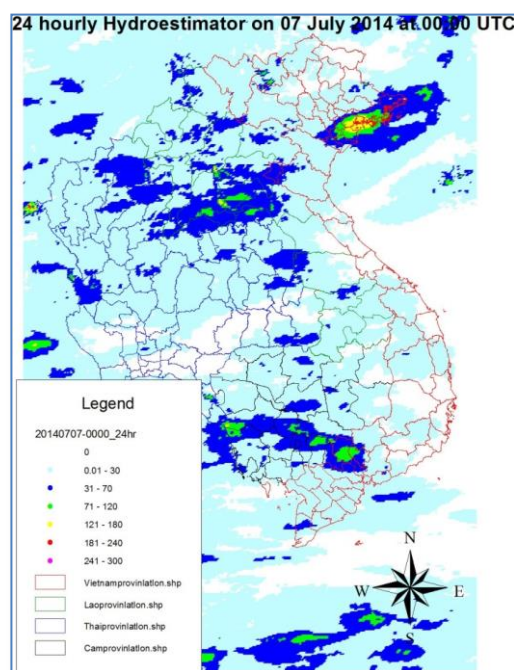 24 hourly Hydroestimator on 07 July 2014 at 00:00 UTC
Legend
20140707-0000_24hr
0
0.01 - 30
31 - 70
71 - 120
121 - 180
181 - 240
241 - 300
Vietnamprovinlation.shp
Laoprovinlation.shp
Thaiprovinlation.shp
Camprovinlation.shp
N
W E
S